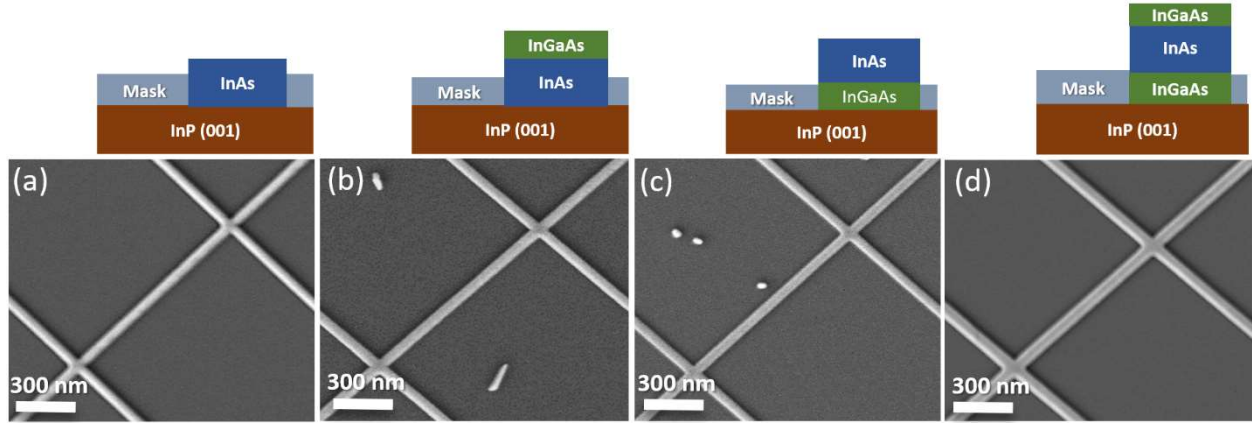 Mask
InAs
InP (001)
InGaAs
Mask
InAs
InP (001)
InAs
Mask
InGaAs
InP (001)
InGaAs
InAs
Mask
InGaAs
InP (001)
(a)
300 nm
(b)
300 nm
(c)
300 nm
(d)
300 nm